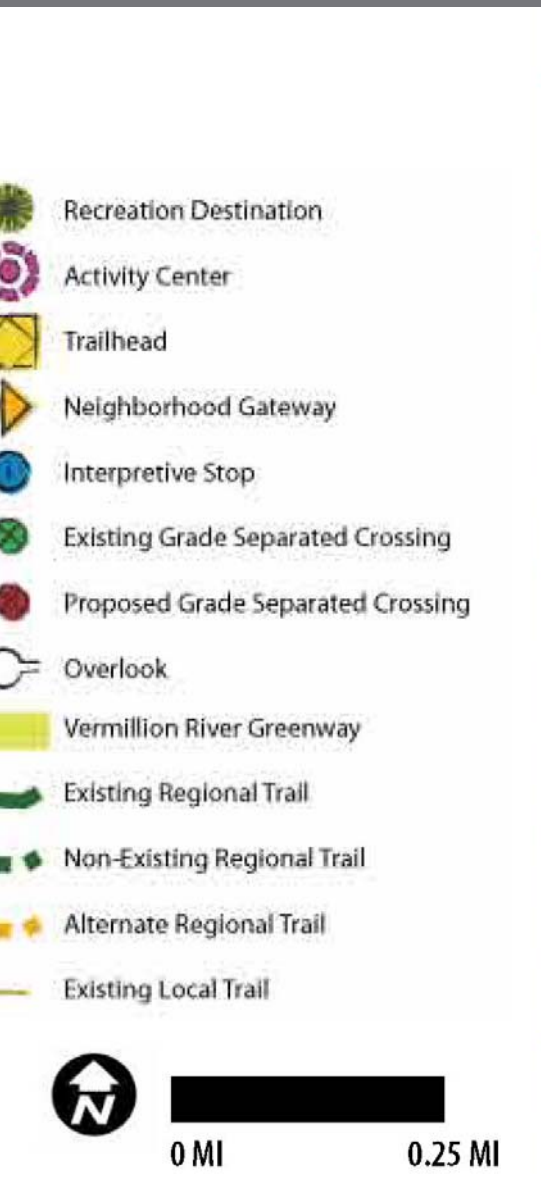 Recreation Destination
Activity Center
Trailhead
Neighborhood Gateway
Interpretive Stop
Existing Grade Separated Crossing
Proposed Grade Separated Crossing
Overlook
Vermillion River Greenway
Existing Regional Trail
Non-Existing Regional Trail
Alternate Regional Trail
Existing Local Trail
N
0 MI 0.25 MI